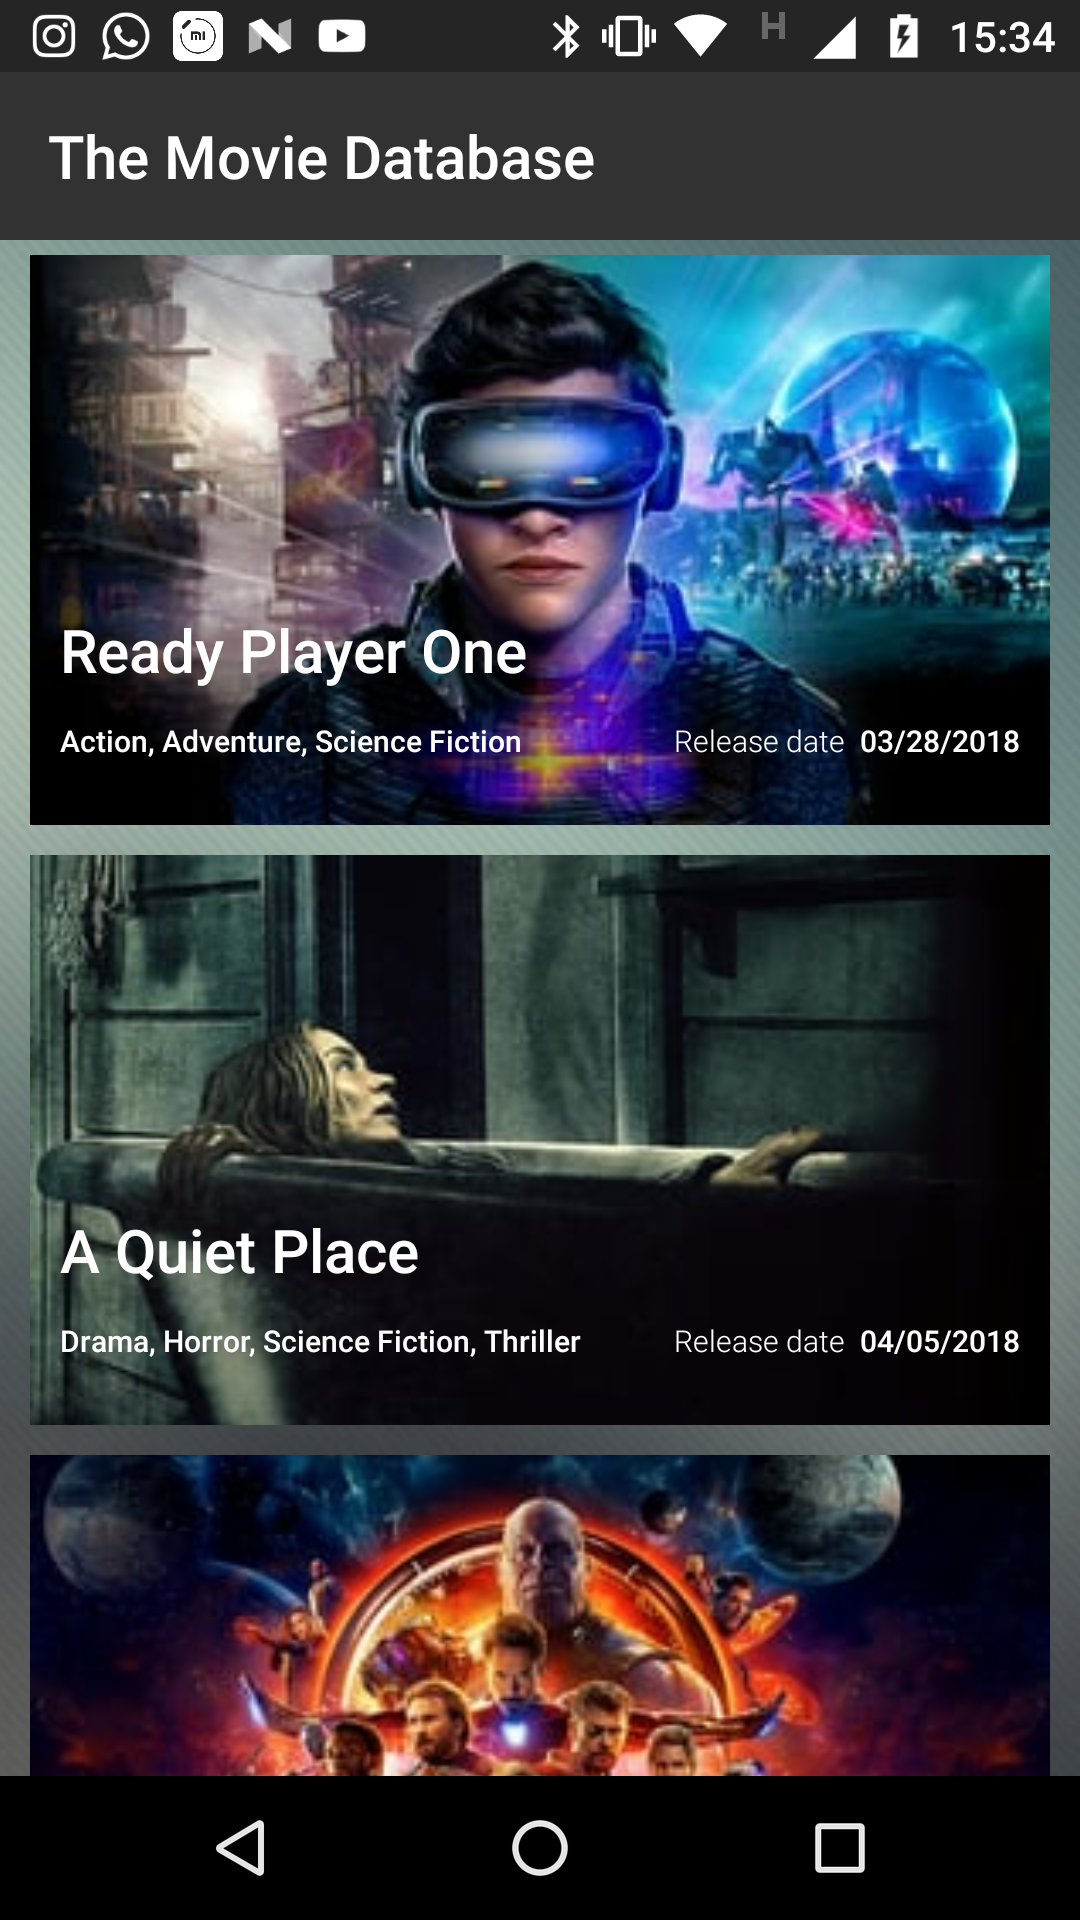 mi
N
H
15:34
The Movie Database
Ready Player One
Action, Adventure, Science Fiction
Release date 03/28/2018
A Quiet Place
Drama, Horror, Science Fiction, Thriller
Release date 04/05/2018